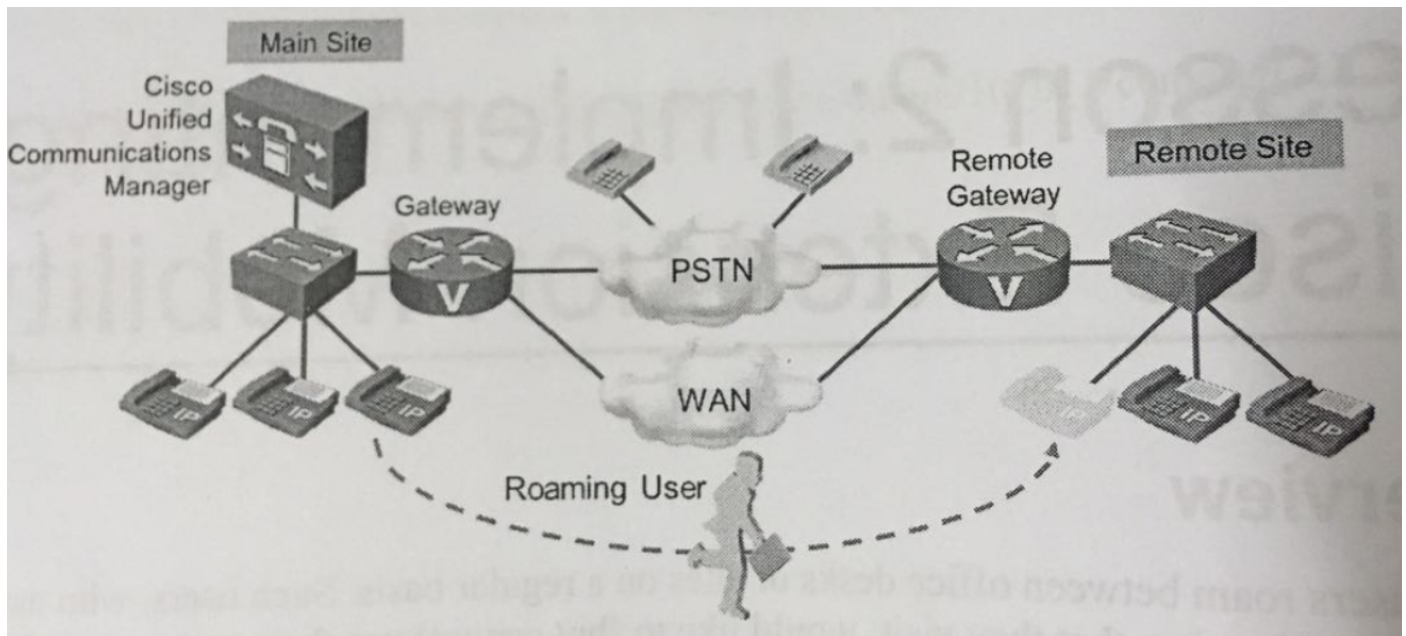 Main Site
Cisco
Unified
Communications
Manager
Gateway
V
IP
IP
IP
PSTN
WAN
Remote
Gateway
V
Remote Site
IP
IP
IP
Roaming User